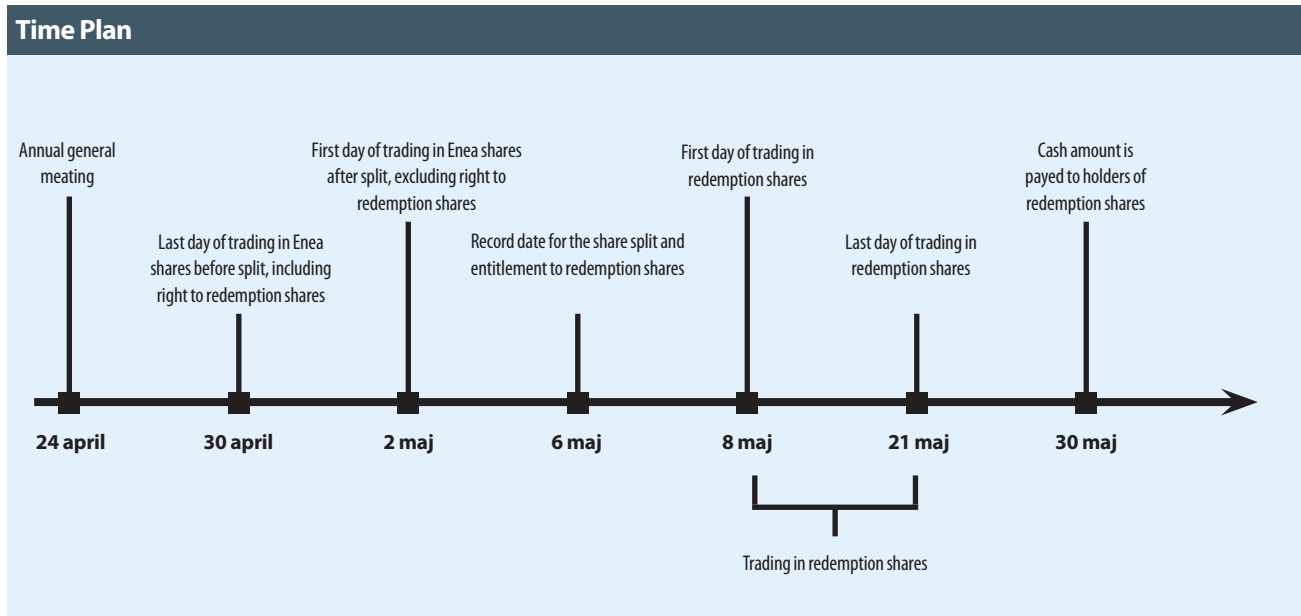 Time Plan
Annual general
meating
Last day of trading in Enea
shares before split, including
right to redemption shares
First day of trading in Enea shares
after split, excluding right to
redemption shares
Record date for the share split and
entitlement to redemption shares
First day of trading in
redemption shares
Last day of trading in
redemption shares
Cash amount is
payed to holders of
redemption shares
24 april
30 april
2 maj
6 maj
8 maj
21 maj
30 maj
Trading in redemption shares